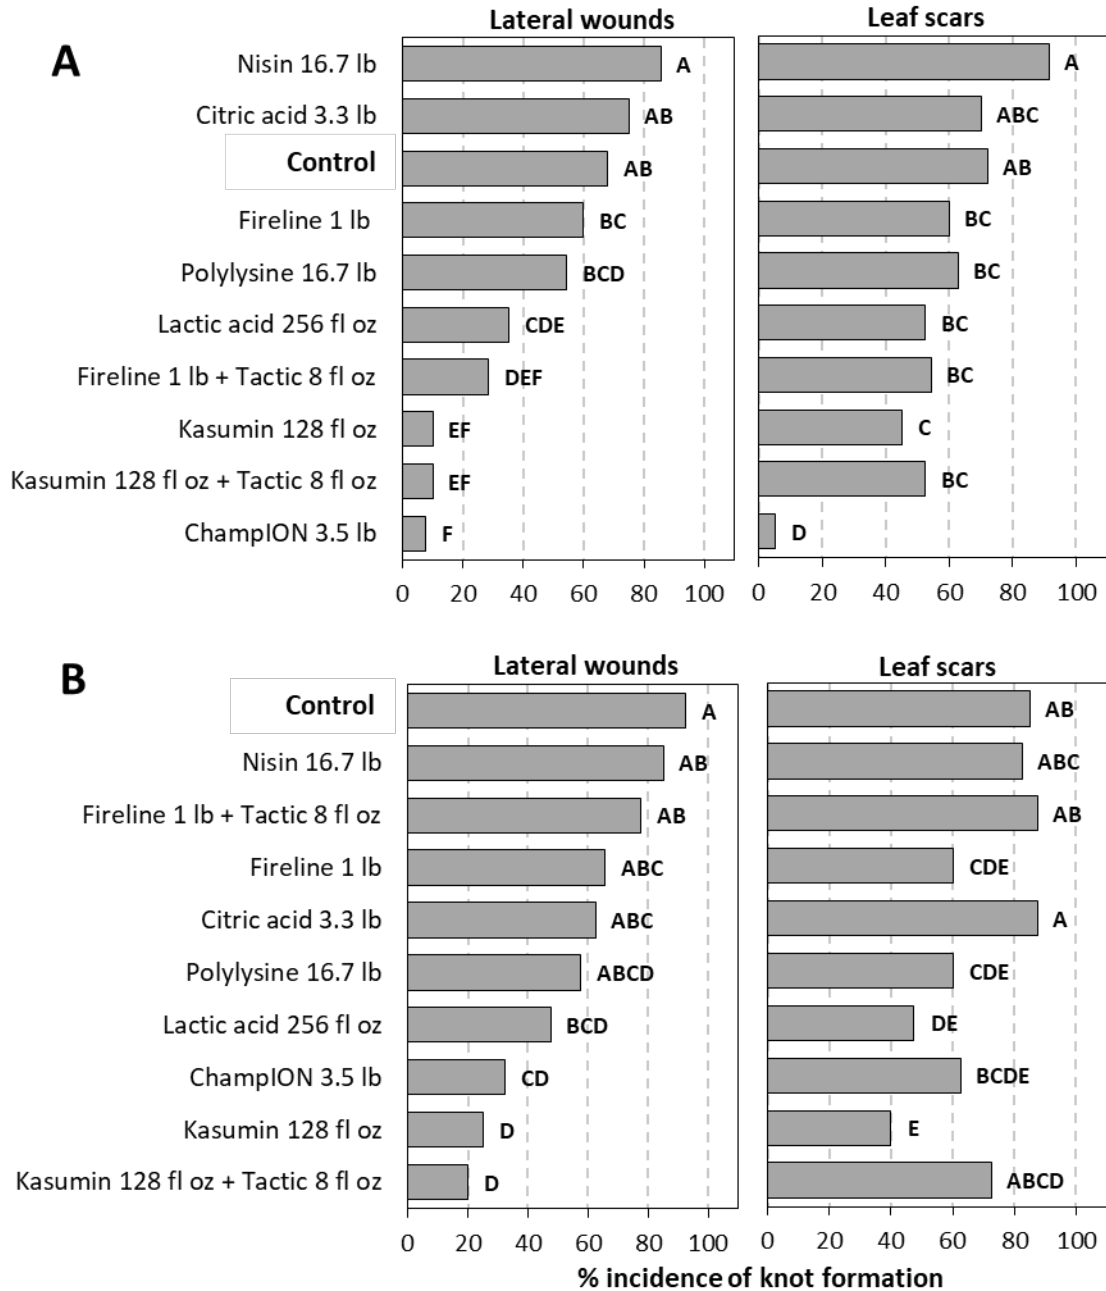 Lateral wounds Leaf scars
A
Nisin 16.7 lb A A
Citric acid 3.3 lb AB ABC
Control AB AB
Fireline 1 lb BC BC
Polylysine 16.7 lb BCD BC
Lactic acid 256 fl oz CDE BC
Fireline 1 lb + Tactic 8 fl oz DEF BC
Kasumin 128 fl oz EF C
Kasumin 128 fl oz + Tactic 8 fl oz EF BC
ChampION 3.5 lb F D
0 20 40 60 80 100 0 20 40 60 80 100
B
Lateral wounds Leaf scars
Control A AB
Nisin 16.7 lb AB ABC
Fireline 1 lb + Tactic 8 fl oz AB AB
Fireline 1 lb ABC CDE
Citric acid 3.3 lb ABC A
Polylysine 16.7 lb ABCD CDE
Lactic acid 256 fl oz BCD DE
ChampION 3.5 lb CD BCDE
Kasumin 128 fl oz D E
Kasumin 128 fl oz + Tactic 8 fl oz D ABCD
0 20 40 60 80 100 0 20 40 60 80 100
% incidence of knot formation